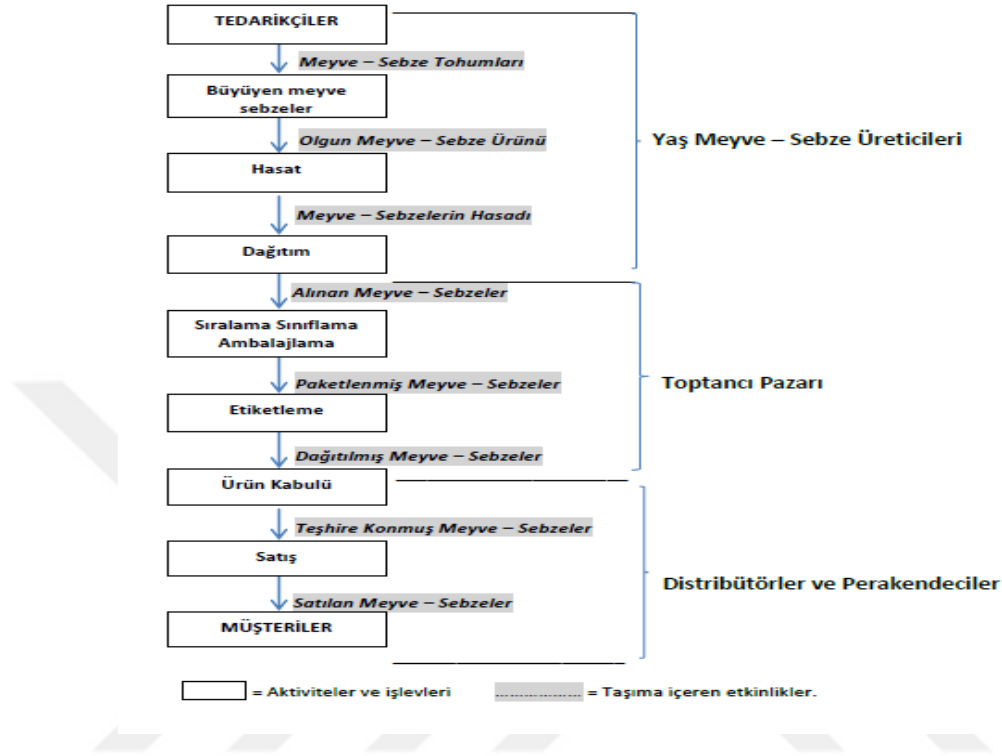 TEDARİKÇİLER
Meyve – Sebze Tohumları
Büyüyen meyve
sebzeler
Olgun Meyve – Sebze Ürünü
Yaş Meyve – Sebze Üreticileri
Hasat
Meyve – Sebzelerin Hasadı
Dağıtım
Alınan Meyve – Sebzeler
Sıralama Sınıflama
Ambalajlama
Paketlenmiş Meyve – Sebzeler
Toptancı Pazarı
Etiketleme
Dağıtılmış Meyve – Sebzeler
Ürün Kabulü
Teşhire Konmuş Meyve – Sebzeler
Satış
Distribütörler ve Perakendeciler
Satılan Meyve – Sebzeler
MÜŞTERİLER
= Aktiviteler ve işlevleri
................... = Taşıma içeren etkinlikler.